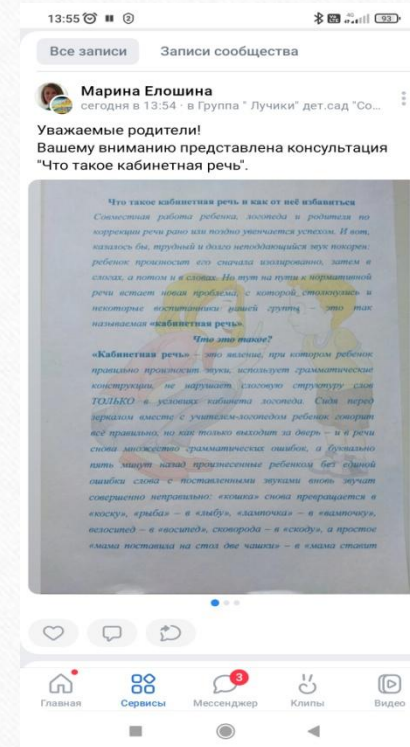 13:55
93
Все записи Записи сообщества
Марина Елошина
сегодня в 13:54 · в Группа " Лучики" дет.сад "Со...
Уважаемые родители!
Вашему вниманию представлена консультация
"Что такое кабинетная речь".
Что такое кабинетная речь и как от неё избавиться
Совместная работа ребенка, логопеда и родителя по
коррекции речи рано или поздно увенчается успехом. И вот,
казалось бы, трудный и долго неподдающийся звук покорен:
ребенок произносит его сначала изолированно, затем в
слогах, а потом и в словах. Но тут на пути к нормативной
речи встает новая проблема, с которой столкнулись и
некоторые воспитанники нашей группы – это так
называемая «кабинетная речь».
Что это такое?
«Кабинетная речь» – это явление, при котором ребенок
правильно произносит звуки, использует грамматические
конструкции, не нарушает слоговую структуру слов
ТОЛЬКО в условиях кабинета логопеда. Сидя перед
зеркалом вместе с учителем-логопедом ребенок говорит
всё правильно, но как только выходит за дверь – и в речи
снова множество грамматических ошибок, а буквально
пять минут назад произнесенные ребенком без единой
ошибки слова с поставленными звуками вновь звучат
совершенно неправильно: «кошка» снова превращается в
«коску», «рыба» – в «лыбу», «лампочка» – в «вампочку»,
велосипед – в «восипед», сковорода – в «скоду», а простое
«мама поставила на стол две чашки» – в «мама ставит
3
Главная Сервисы Мессенджер Клипы Видео